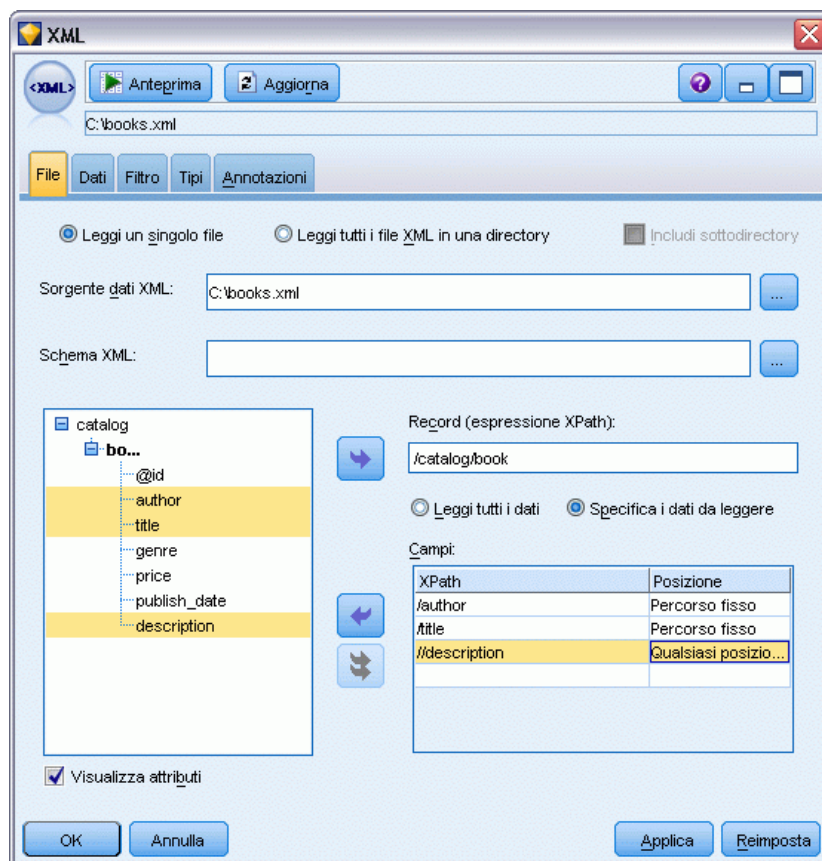 XML
<XML>
Anteprima
Aggiorna
C:\books.xml
File Dati Filtro Tipi Annotazioni
Leggi un singolo file Leggi tutti i file XML in una directory Includi sottodirectory
Sorgente dati XML: C:\books.xml ...
Schema XML: ...
catalog
bo...
@id
author
title
genre
price
publish_date
description
Record (espressione XPath):
/catalog/book
Leggi tutti i dati Specifica i dati da leggere
Campi:
XPath Posizione
/author Percorso fisso
/title Percorso fisso
//description Qualsiasi posizio...
Visualizza attributi
OK Annulla Applica Reimposta